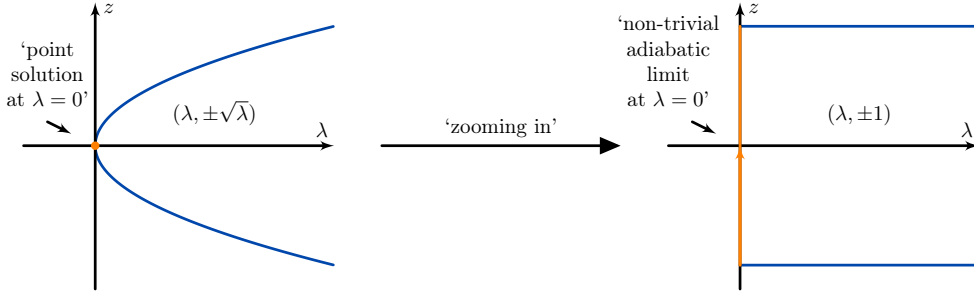 z
‘point
solution
at λ = 0’
(λ, ±√λ)
λ
‘zooming in’
z
‘non-trivial
adiabatic
limit
at λ = 0’
(λ, ±1)
λ